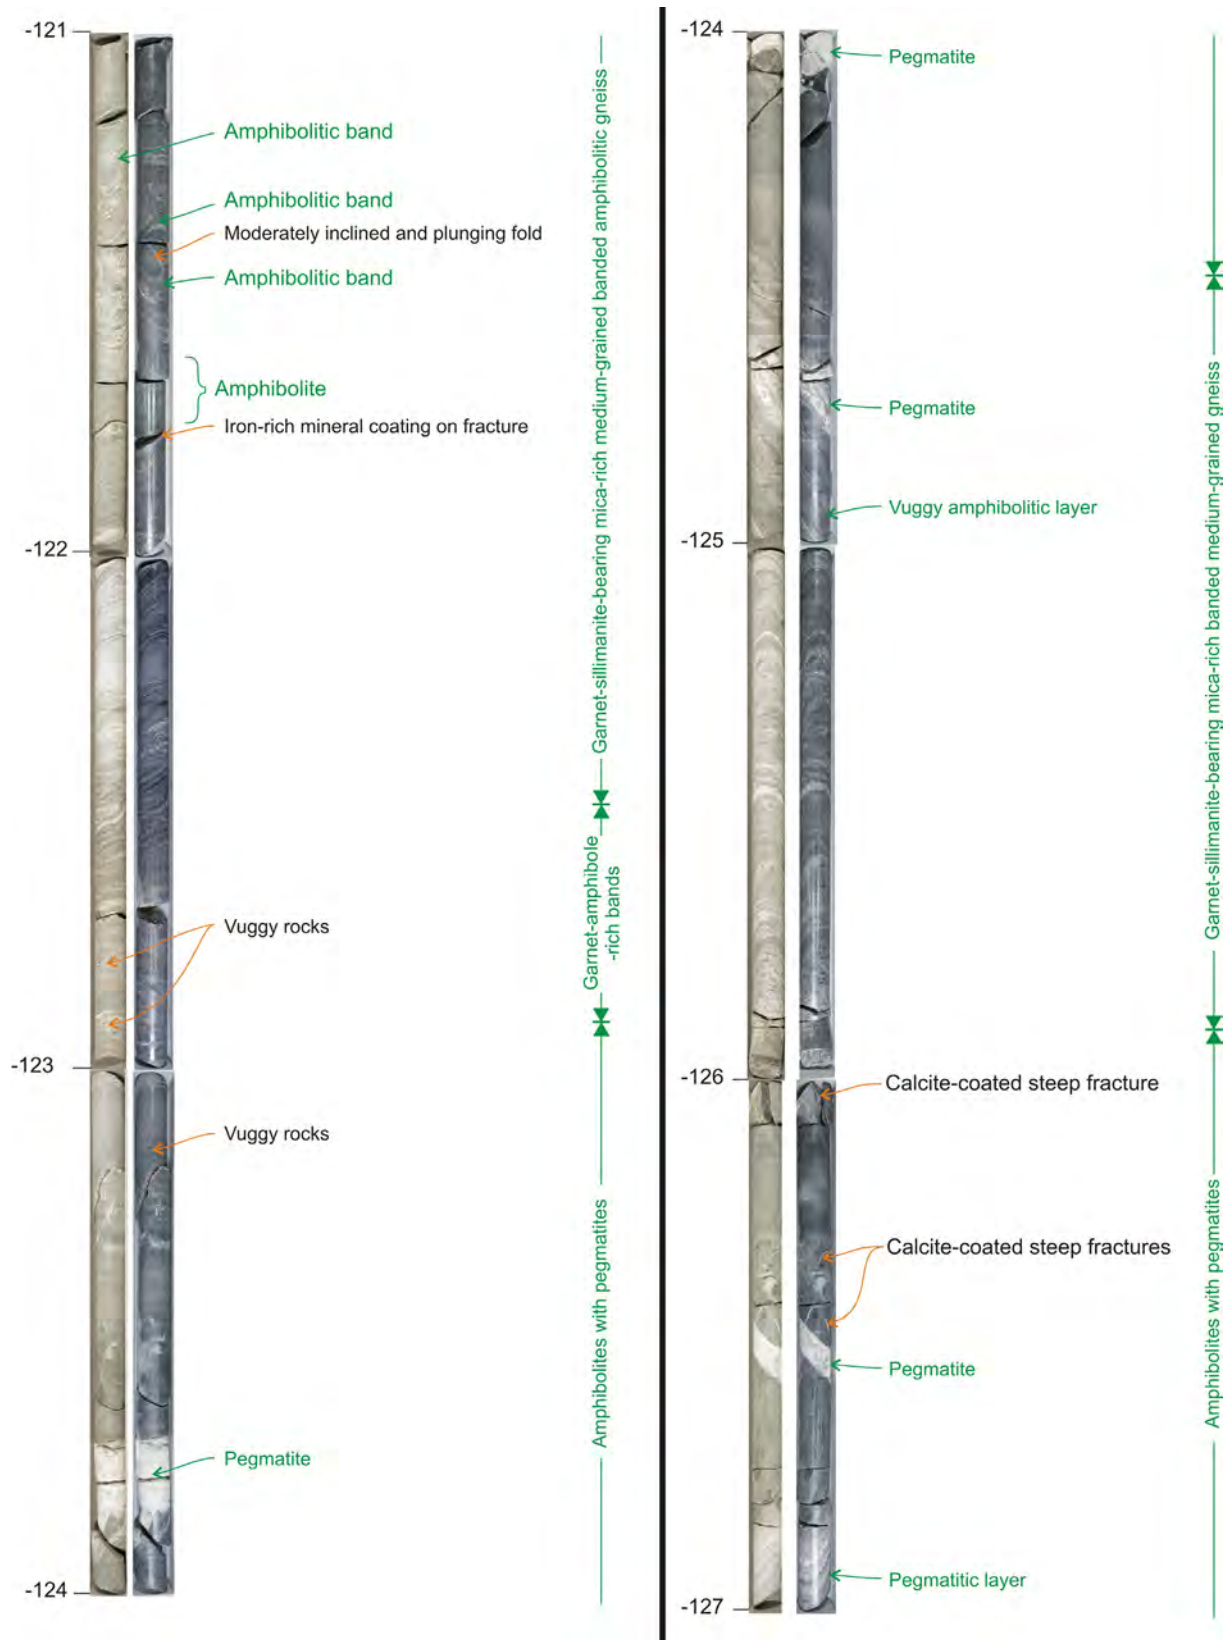 -121
Amphibolitic band
Amphibolitic band
Moderately inclined and plunging fold
Amphibolitic band
Amphibolite
Iron-rich mineral coating on fracture
-122
Vuggy rocks
-123
Vuggy rocks
Pegmatite
-124
Garnet-sillimanite-bearing mica-rich medium-grained banded amphibolitic gneiss
Garnet-amphibole
-rich bands
Amphibolites with pegmatites
-124
Pegmatite
Pegmatite
Vuggy amphibolitic layer
-125
-126
Calcite-coated steep fracture
Calcite-coated steep fractures
Pegmatite
Pegmatitic layer
-127
Garnet-sillimanite-bearing mica-rich banded medium-grained gneiss
Amphibolites with pegmatites